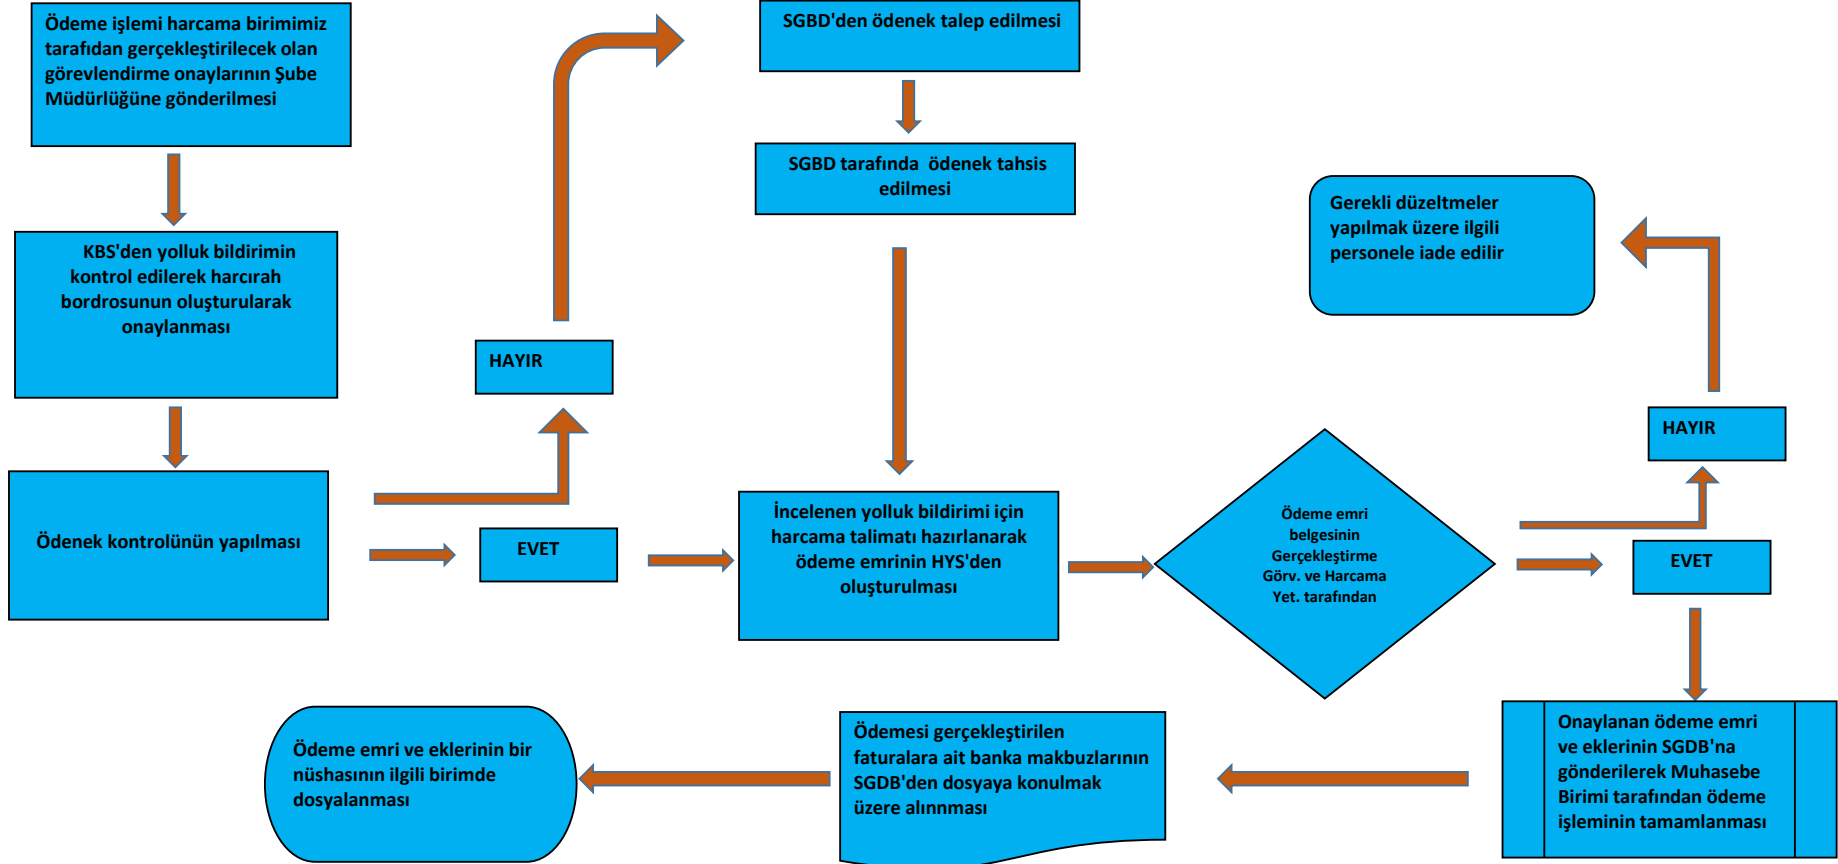 Ödeme işlemi harcama birimimiz
tarafıdan gerçekleştirilecek olan
görevlendirme onaylarının Şube
Müdürlüğüne gönderilmesi
KBS'den yolluk bildirimin
kontrol edilerek harcırah
bordrosunun oluşturularak
onaylanması
Ödenek kontrolünün yapılması
HAYIR
EVET
SGBD'den ödenek talep edilmesi
SGBD tarafında ödenek tahsis
edilmesi
İncelenen yolluk bildirimi için
harcama talimatı hazırlanarak
ödeme emrinin HYS'den
oluşturulması
Ödeme emri
belgesinin
Gerçekleştirme
Görv. ve Harcama
Yet. tarafından
HAYIR
Gerekli düzeltmeler
yapılmak üzere ilgili
personele iade edilir
EVET
Onaylanan ödeme emri
ve eklerinin SGDB'na
gönderilerek Muhasebe
Birimi tarafından ödeme
işleminin tamamlanması
Ödemesi gerçekleştirilen
faturalara ait banka makbuzlarının
SGDB'den dosyaya konulmak
üzere alınnması
Ödeme emri ve eklerinin bir
nüshasının ilgili birimde
dosyalanması